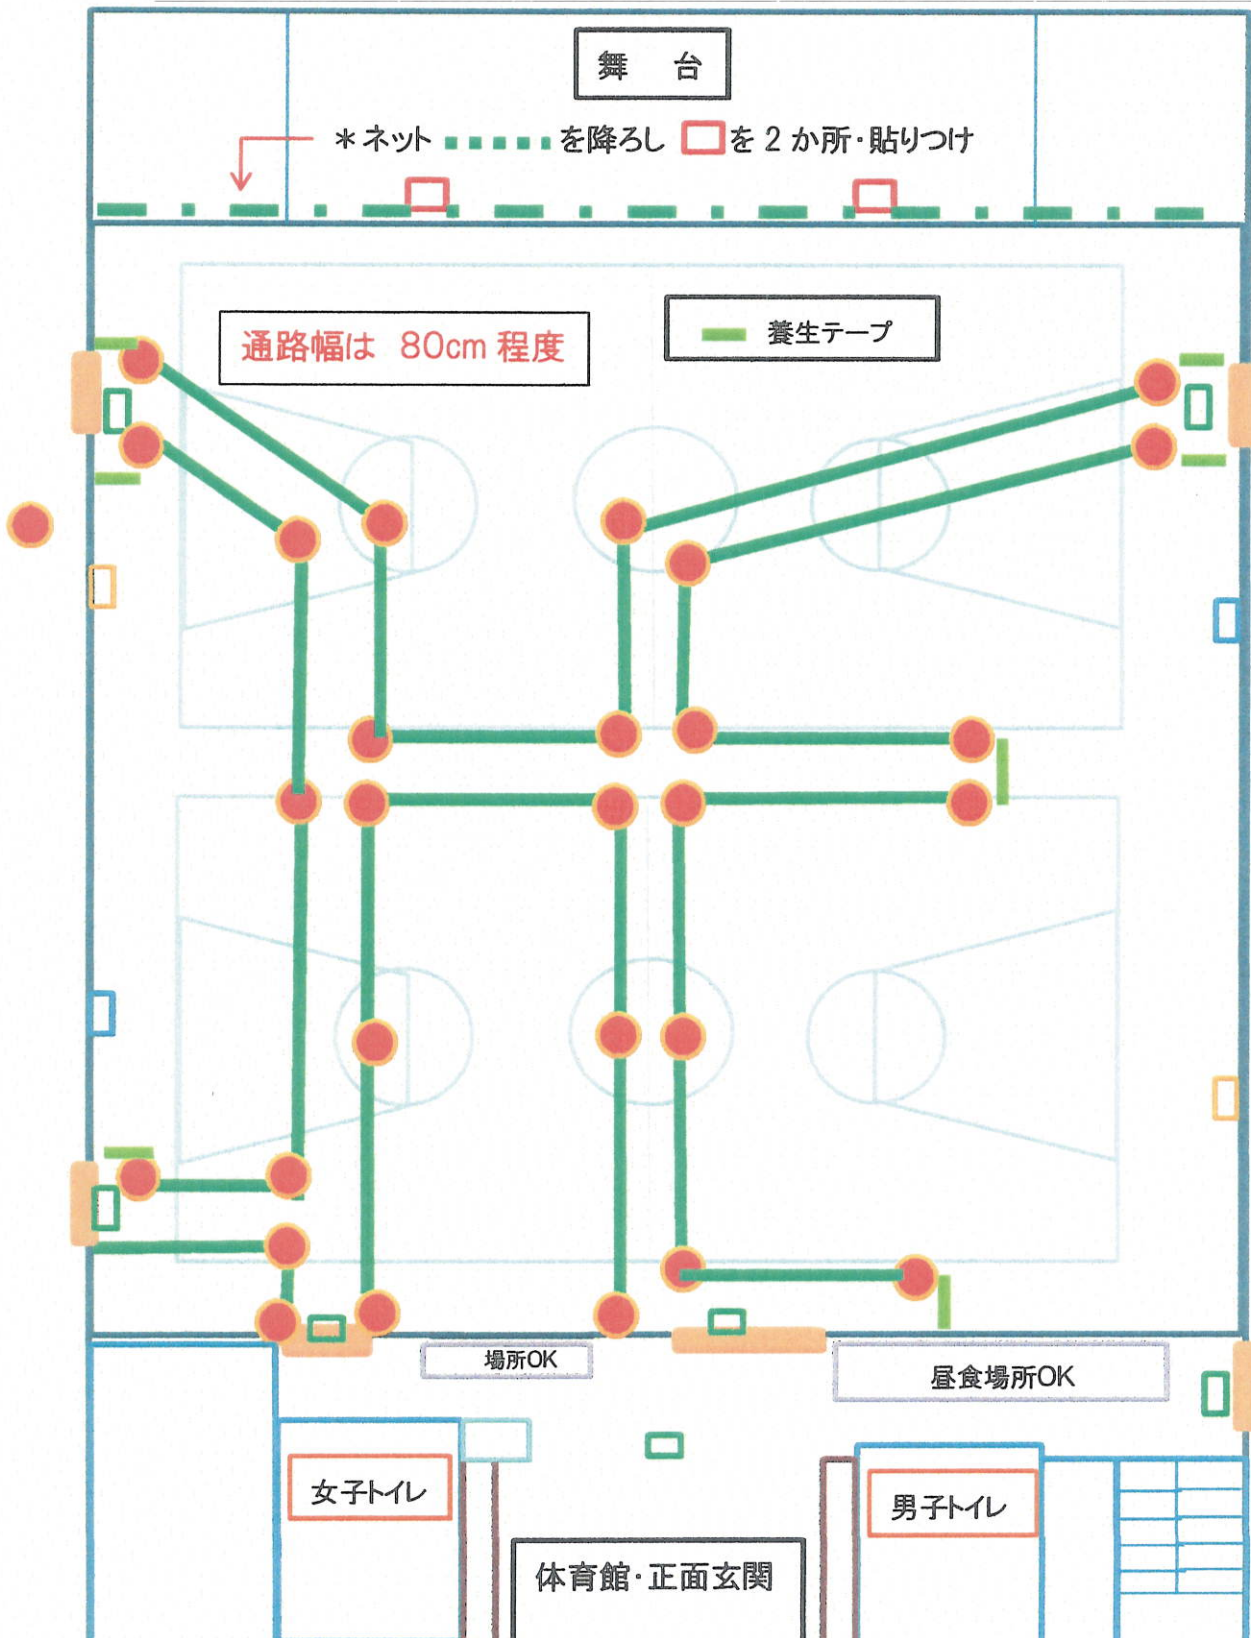 舞　台
＊ネット を降ろし を２か所・貼りつけ
通路幅は 80cm 程度
養生テープ
場所OK
昼食場所OK
女子トイレ
男子トイレ
体育館・正面玄関